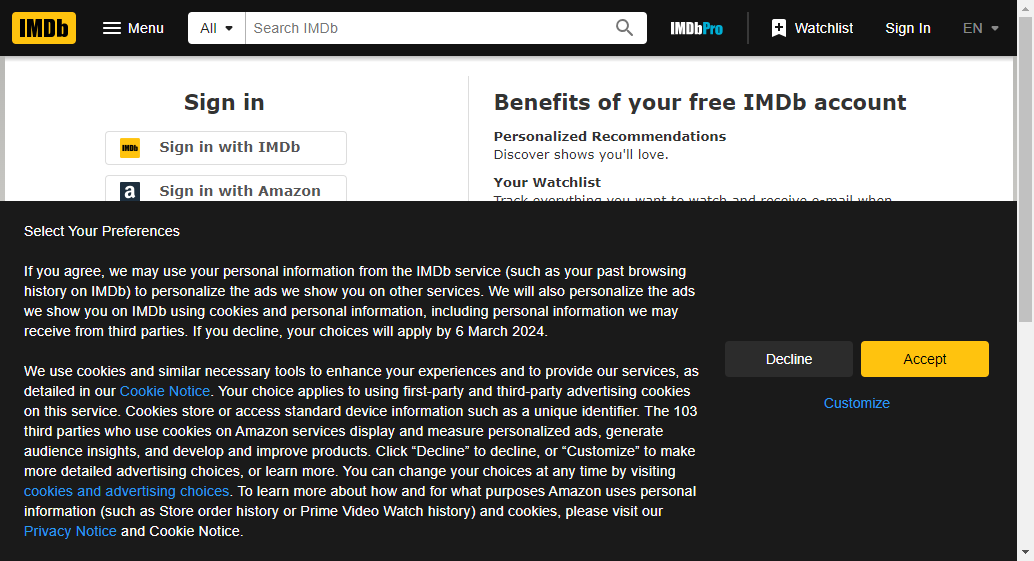 IMDb Menu All Search IMDb IMDbPro Watchlist Sign In EN
Sign in
IMDb Sign in with IMDb
a Sign in with Amazon
Benefits of your free IMDb account
Personalized Recommendations
Discover shows you'll love.
Your Watchlist
Track everything you want to watch and receive e-mail when
Select Your Preferences
If you agree, we may use your personal information from the IMDb service (such as your past browsing
history on IMDb) to personalize the ads we show you on other services. We will also personalize the ads
we show you on IMDb using cookies and personal information, including personal information we may
receive from third parties. If you decline, your choices will apply by 6 March 2024.
We use cookies and similar necessary tools to enhance your experiences and to provide our services, as
detailed in our Cookie Notice. Your choice applies to using first-party and third-party advertising cookies
on this service. Cookies store or access standard device information such as a unique identifier. The 103
third parties who use cookies on Amazon services display and measure personalized ads, generate
audience insights, and develop and improve products. Click “Decline” to decline, or “Customize” to make
more detailed advertising choices, or learn more. You can change your choices at any time by visiting
cookies and advertising choices. To learn more about how and for what purposes Amazon uses personal
information (such as Store order history or Prime Video Watch history) and cookies, please visit our
Privacy Notice and Cookie Notice.
Decline Accept
Customize